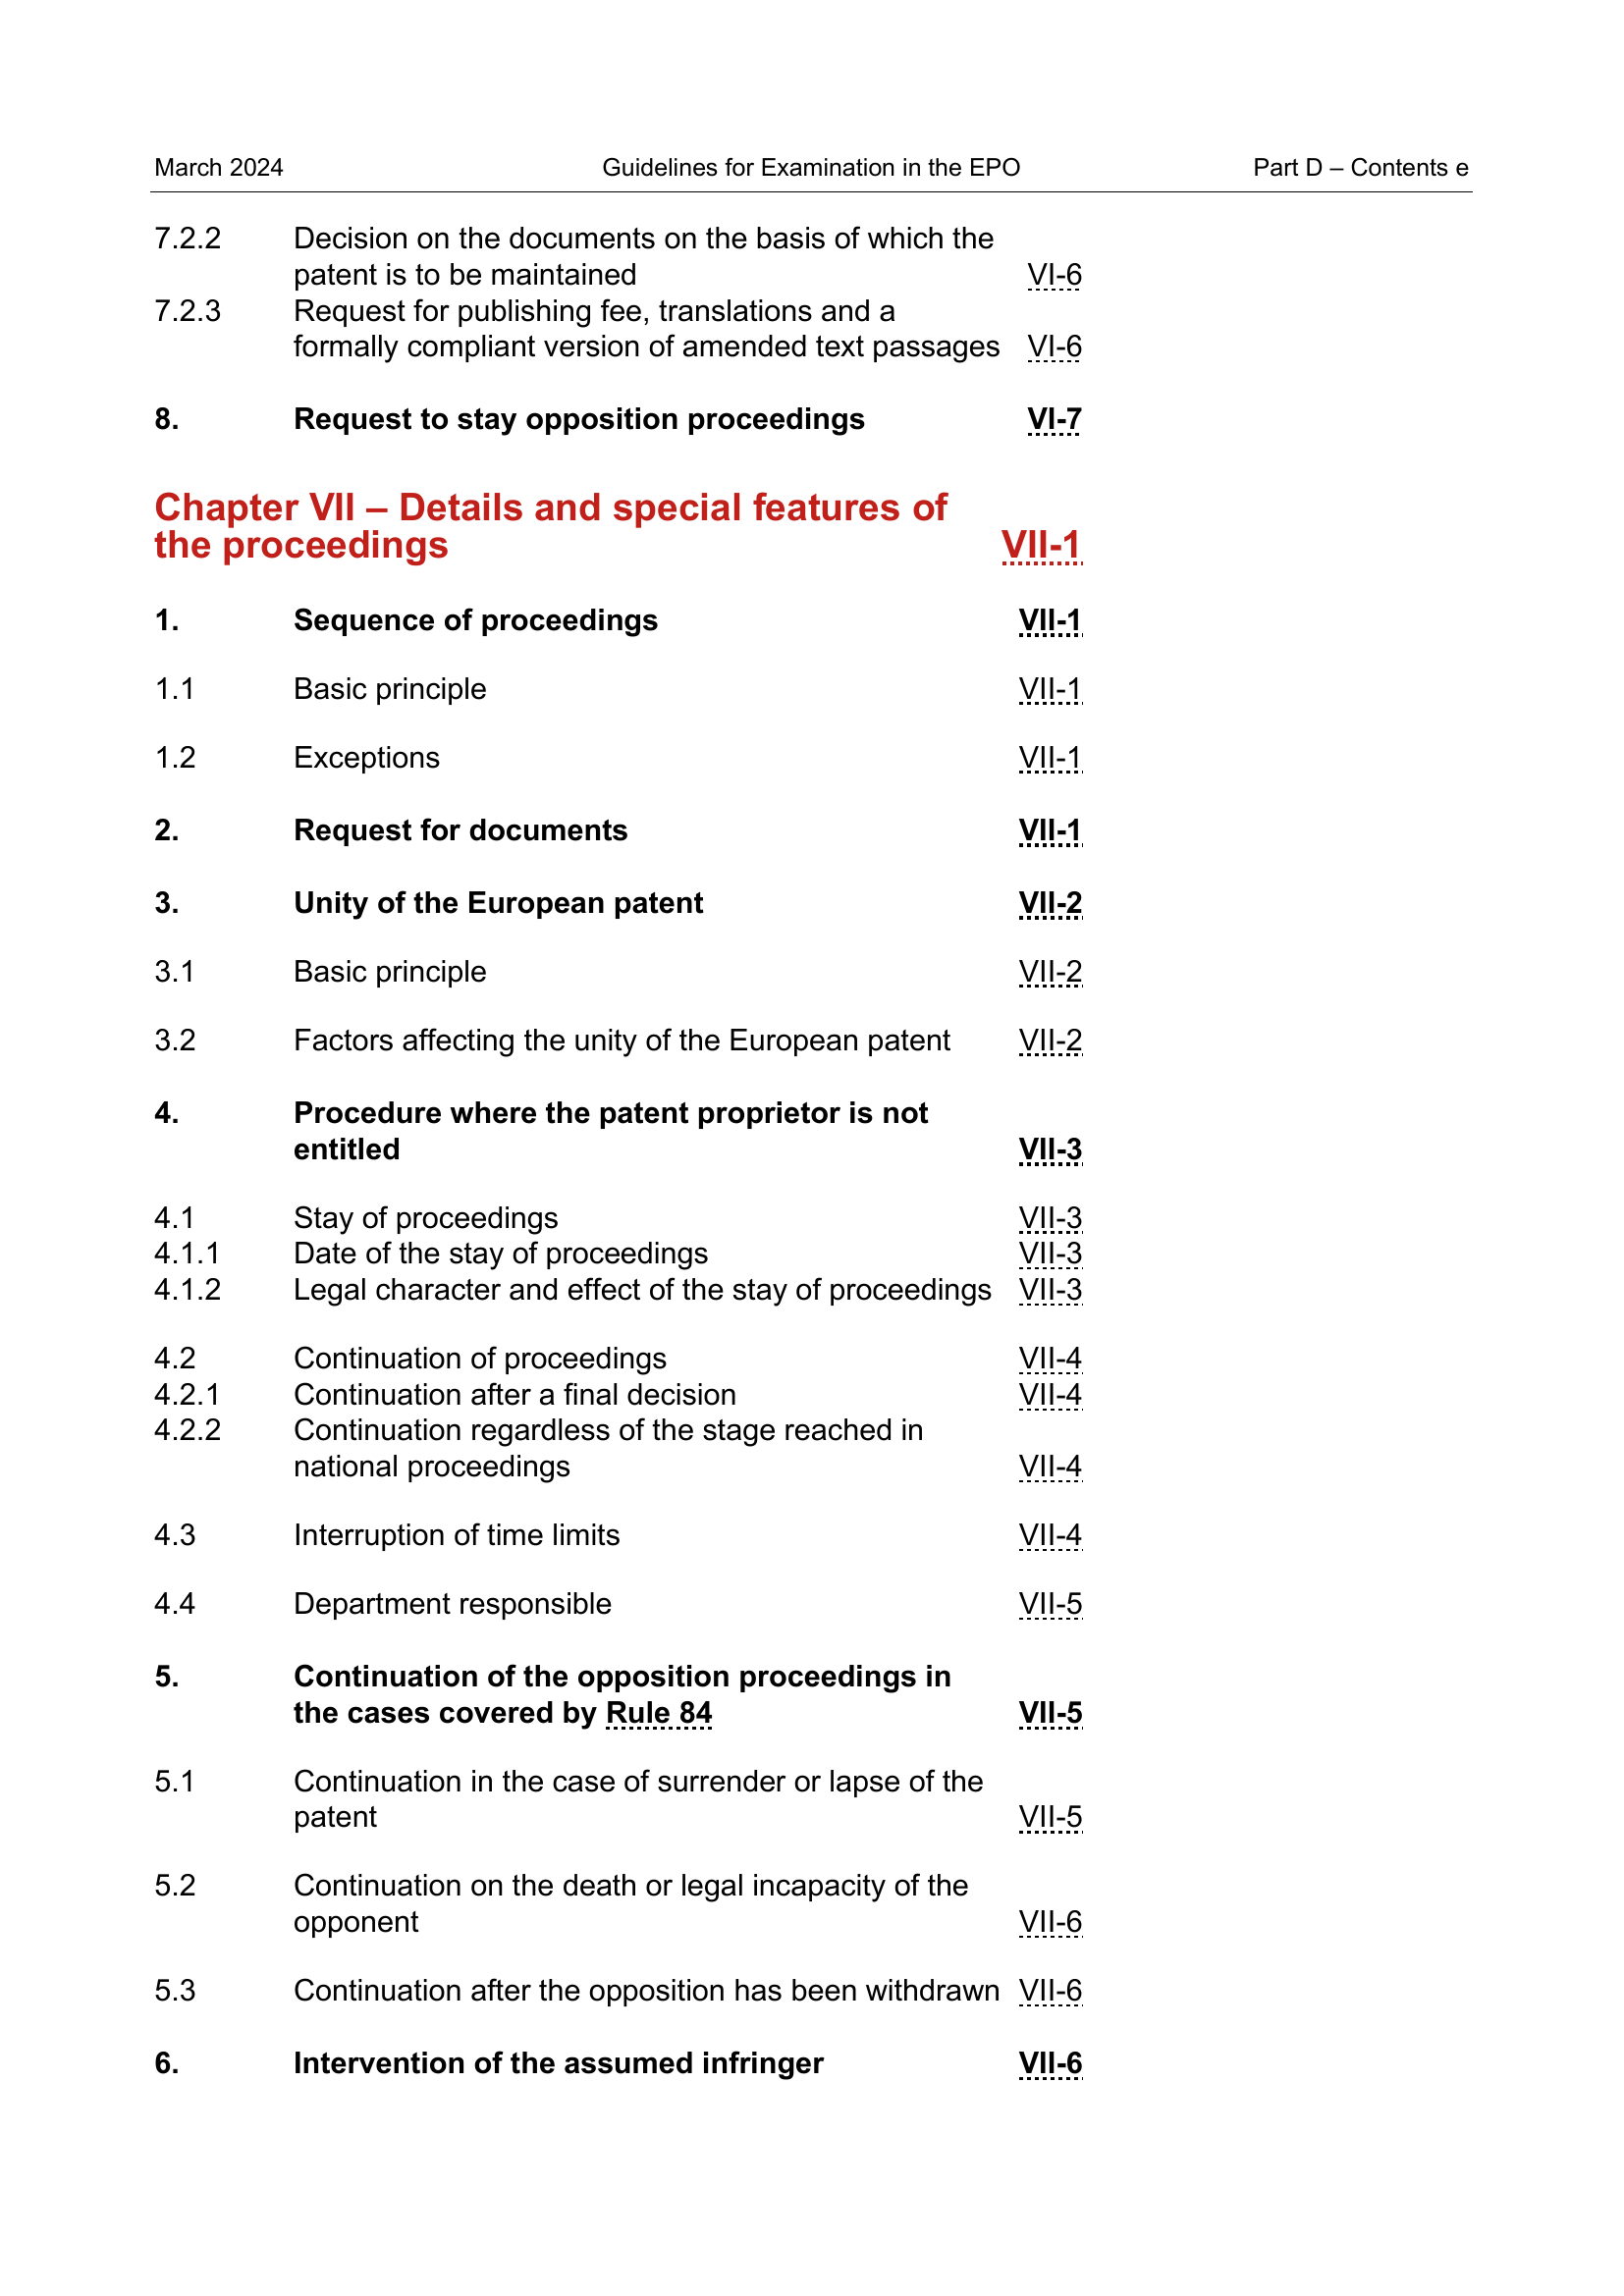 March 2024 Guidelines for Examination in the EPO Part D – Contents e
7.2.2 Decision on the documents on the basis of which the
patent is to be maintained VI-6
7.2.3 Request for publishing fee, translations and a
formally compliant version of amended text passages VI-6
8. Request to stay opposition proceedings VI-7
Chapter VII – Details and special features of
the proceedings VII-1
1. Sequence of proceedings VII-1
1.1 Basic principle VII-1
1.2 Exceptions VII-1
2. Request for documents VII-1
3. Unity of the European patent VII-2
3.1 Basic principle VII-2
3.2 Factors affecting the unity of the European patent VII-2
4. Procedure where the patent proprietor is not
entitled VII-3
4.1 Stay of proceedings VII-3
4.1.1 Date of the stay of proceedings VII-3
4.1.2 Legal character and effect of the stay of proceedings VII-3
4.2 Continuation of proceedings VII-4
4.2.1 Continuation after a final decision VII-4
4.2.2 Continuation regardless of the stage reached in
national proceedings VII-4
4.3 Interruption of time limits VII-4
4.4 Department responsible VII-5
5. Continuation of the opposition proceedings in
the cases covered by Rule 84 VII-5
5.1 Continuation in the case of surrender or lapse of the
patent VII-5
5.2 Continuation on the death or legal incapacity of the
opponent VII-6
5.3 Continuation after the opposition has been withdrawn VII-6
6. Intervention of the assumed infringer VII-6